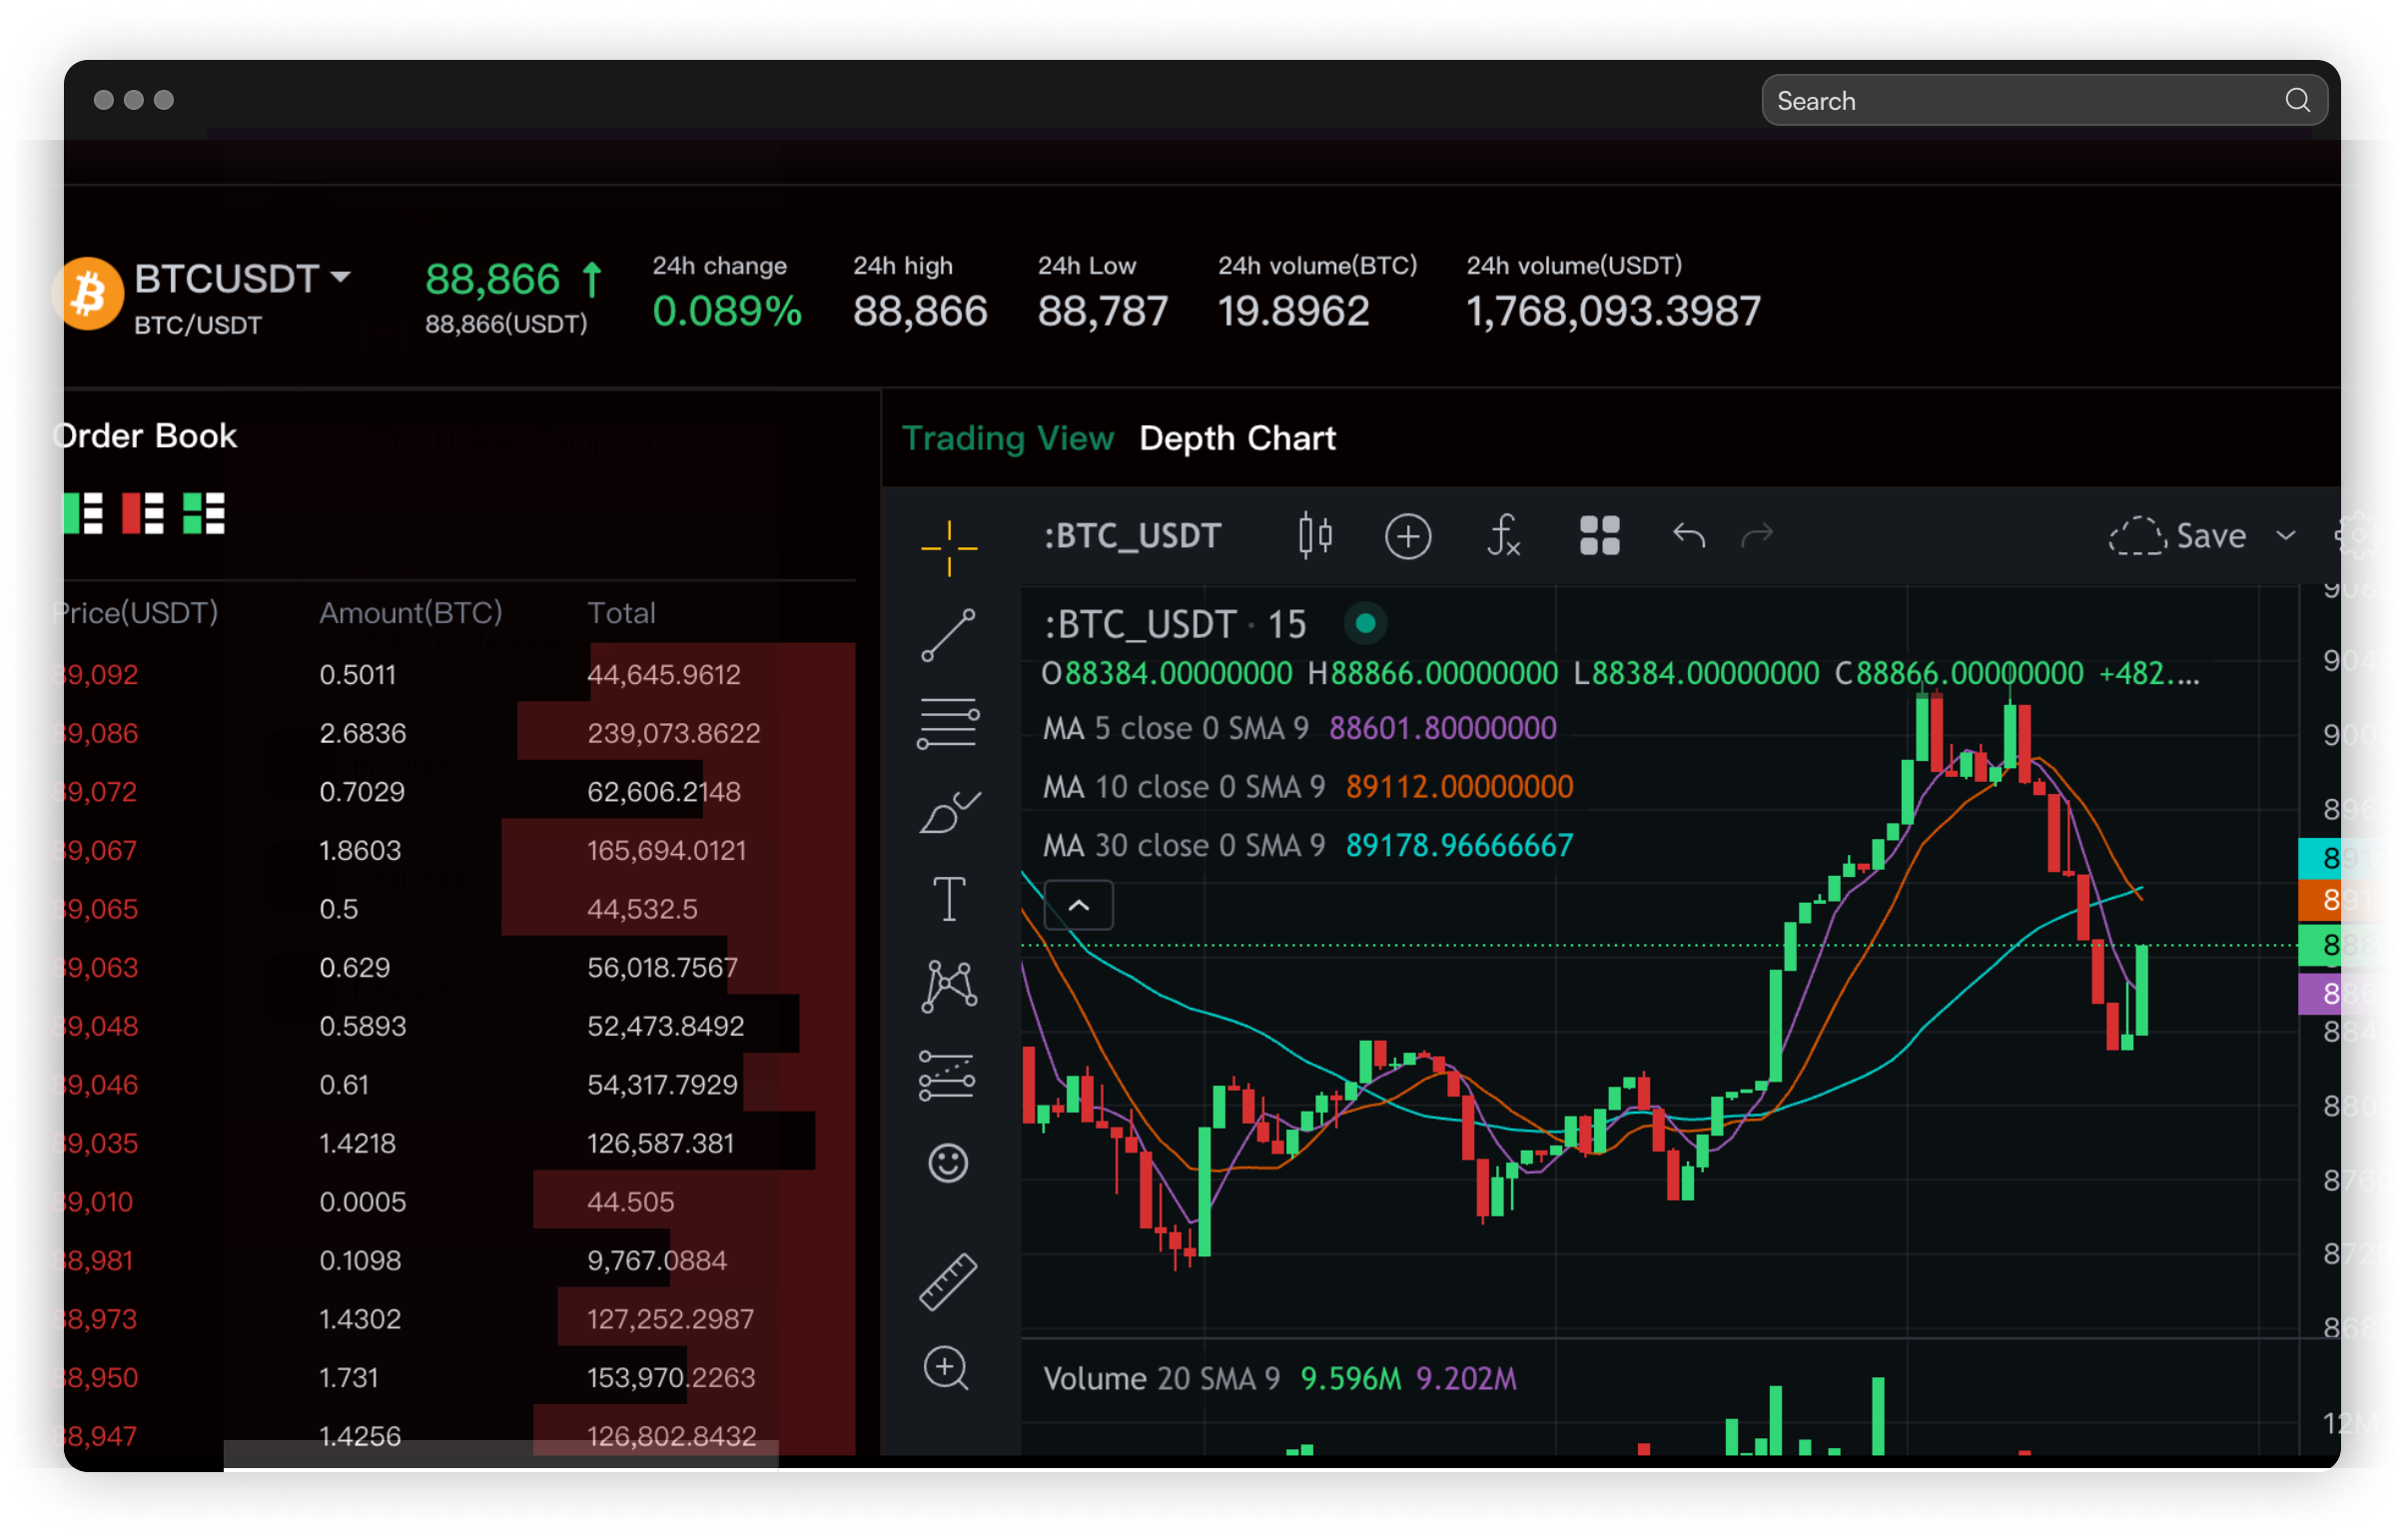 Search
BTCUSDT
BTC/USDT
88,866
88,866(USDT)
24h change
0.089%
24h high
88,866
24h Low
88,787
24h volume(BTC)
19.8962
24h volume(USDT)
1,768,093.3987
Order Book
Price(USDT) Amount(BTC) Total
89,092 0.5011 44,645.9612
89,086 2.6836 239,073.8622
89,072 0.7029 62,606.2148
89,067 1.8603 165,694.0121
89,065 0.5 44,532.5
89,063 0.629 56,018.7567
89,048 0.5893 52,473.8492
89,046 0.61 54,317.7929
89,035 1.4218 126,587.381
89,010 0.0005 44.505
88,981 0.1098 9,767.0884
88,973 1.4302 127,252.2987
88,950 1.731 153,970.2263
88,947 1.4256 126,802.8432
Trading View Depth Chart
:BTC_USDT
Save
:BTC_USDT · 15
O88384.00000000 H88866.00000000 L88384.00000000 C88866.00000000 +482....
MA 5 close 0 SMA 9 88601.80000000
MA 10 close 0 SMA 9 89112.00000000
MA 30 close 0 SMA 9 89178.96666667
Volume 20 SMA 9 9.596M 9.202M
12M